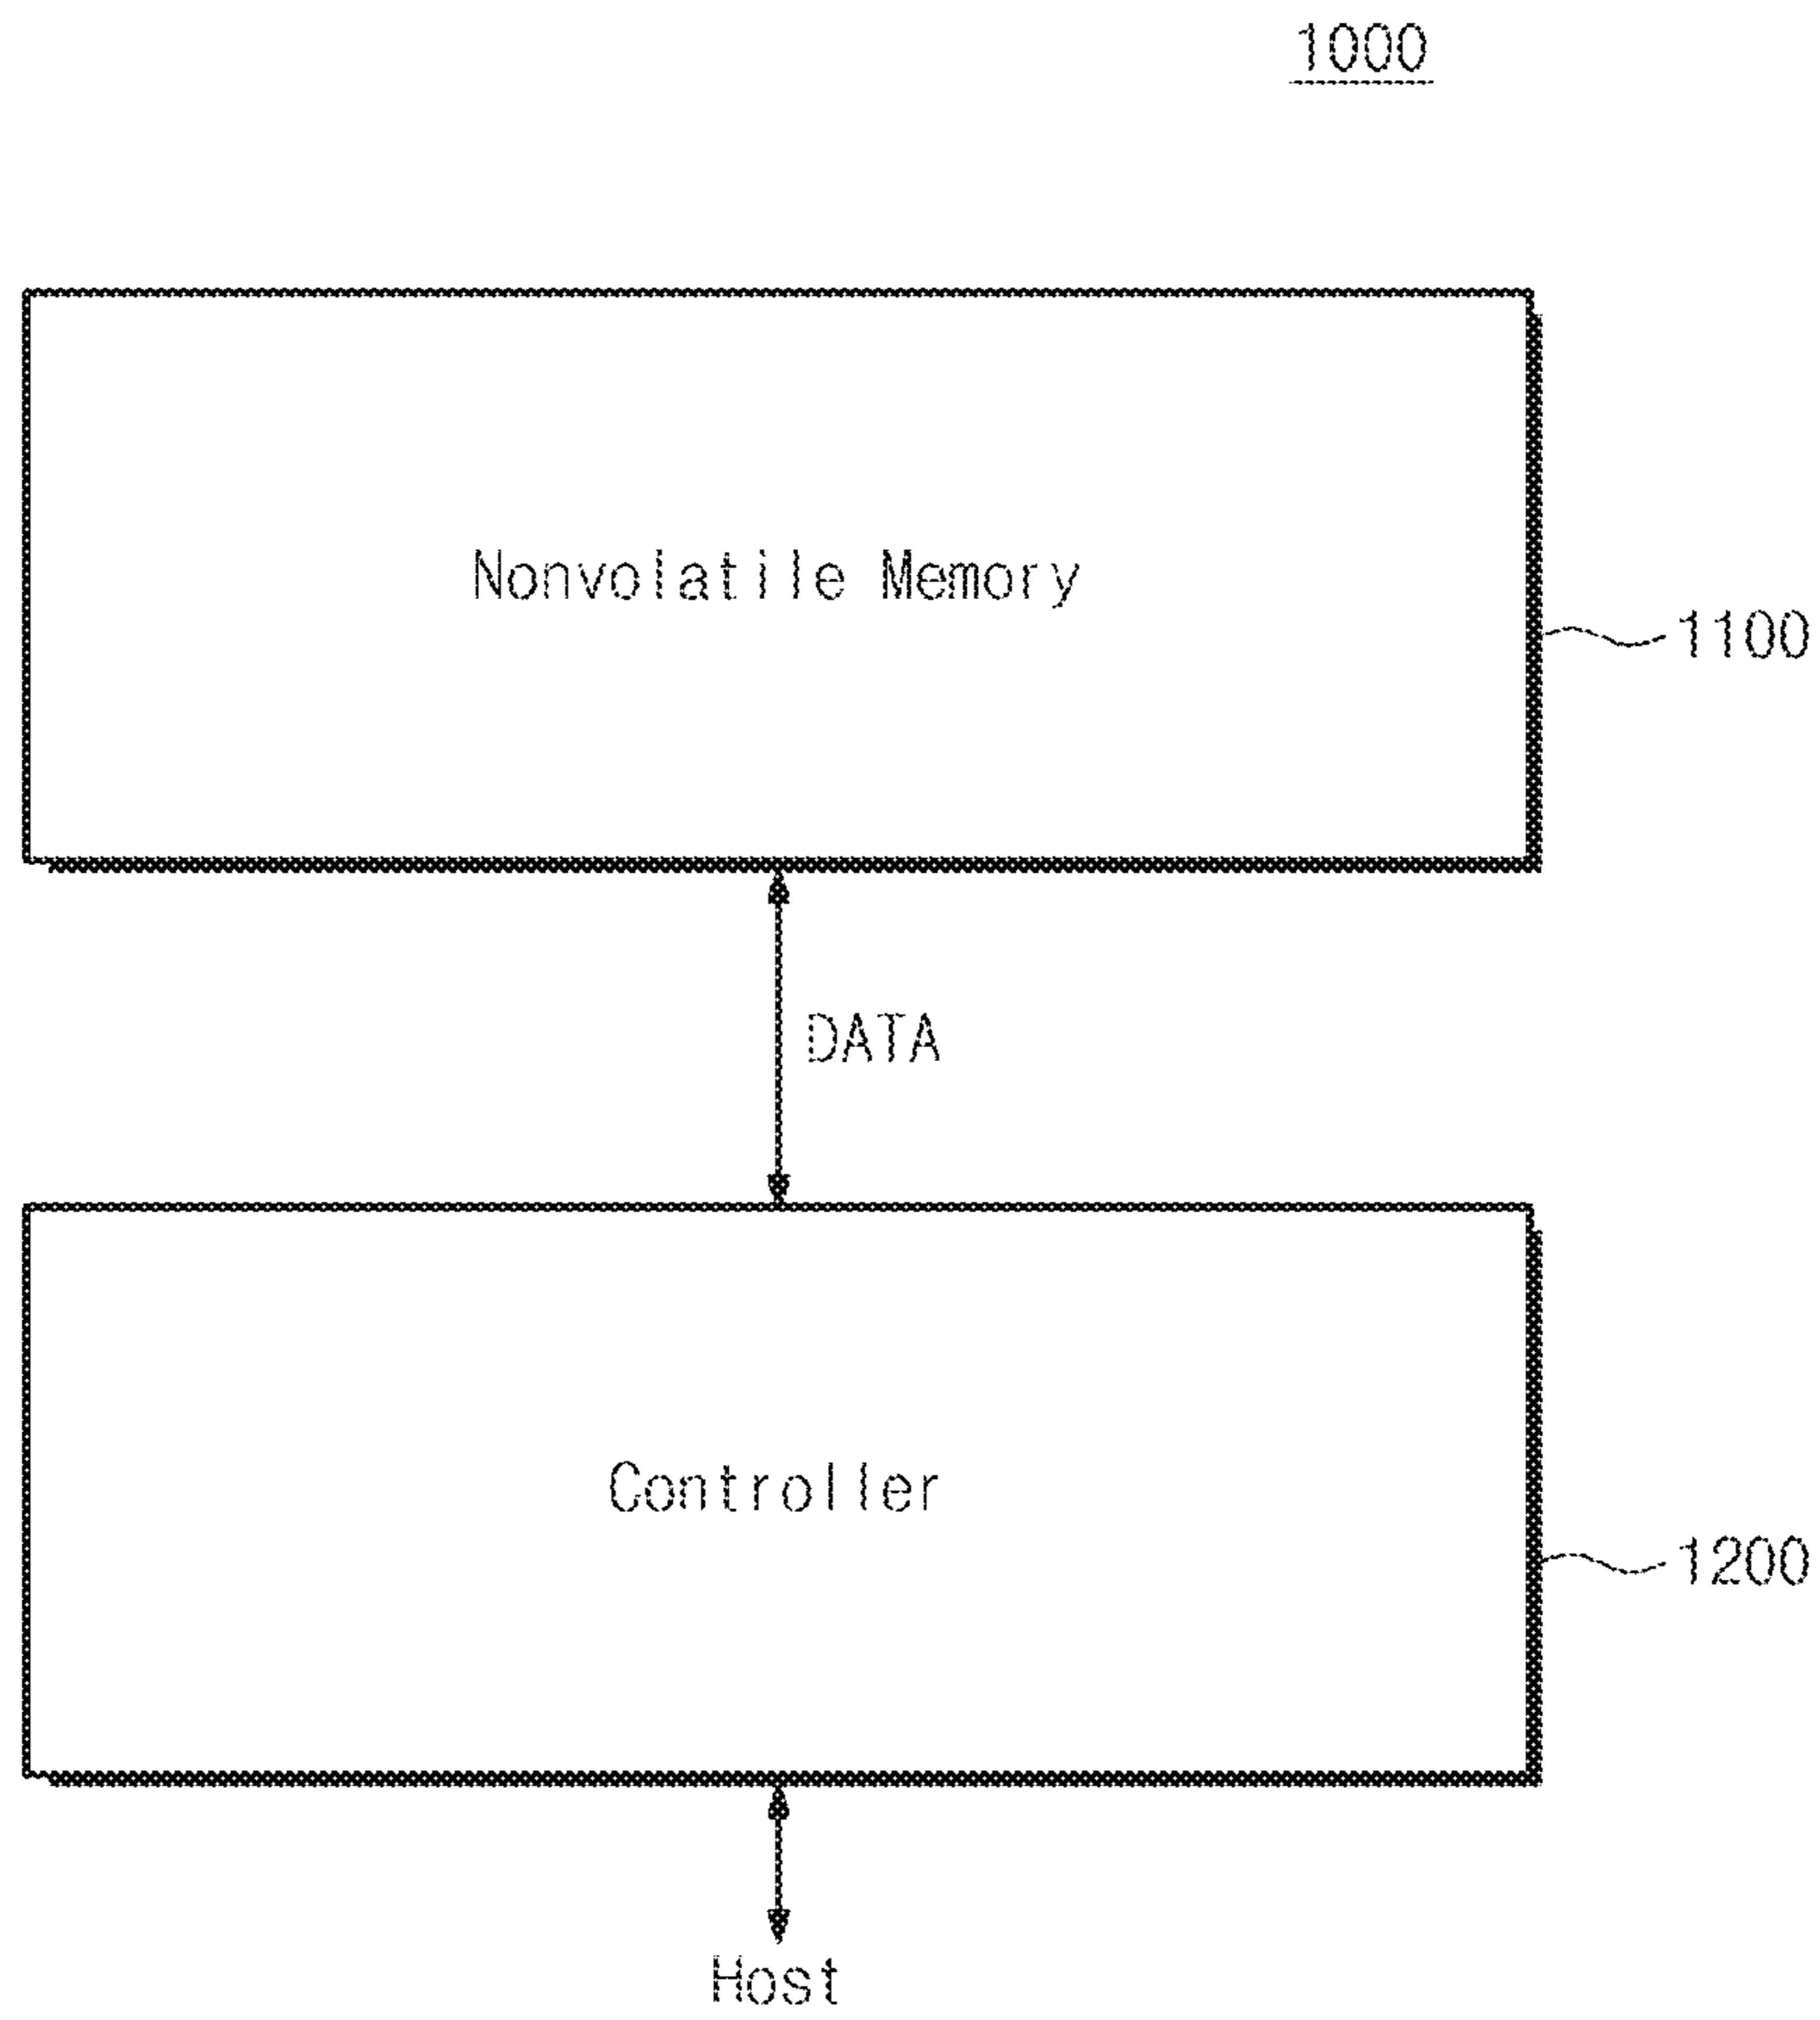 1000
Nonvolatile Memory
1100
DATA
Controller
1200
Host